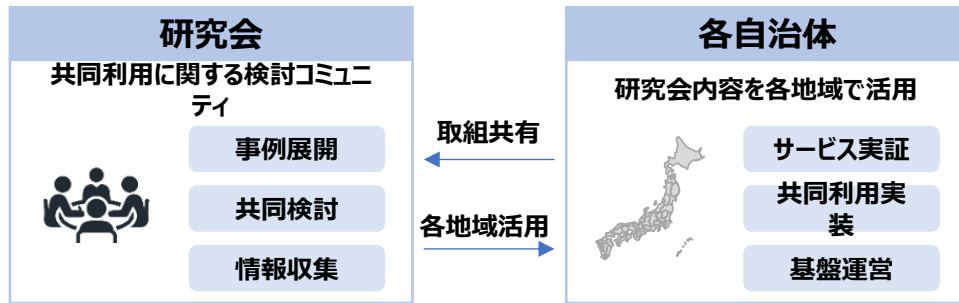 研究会
共同利用に関する検討コミュニ
ティ
事例展開
共同検討
情報収集
取組共有
各地域活用
各自治体
研究会内容を各地域で活用
サービス実証
共同利用実
装
基盤運営